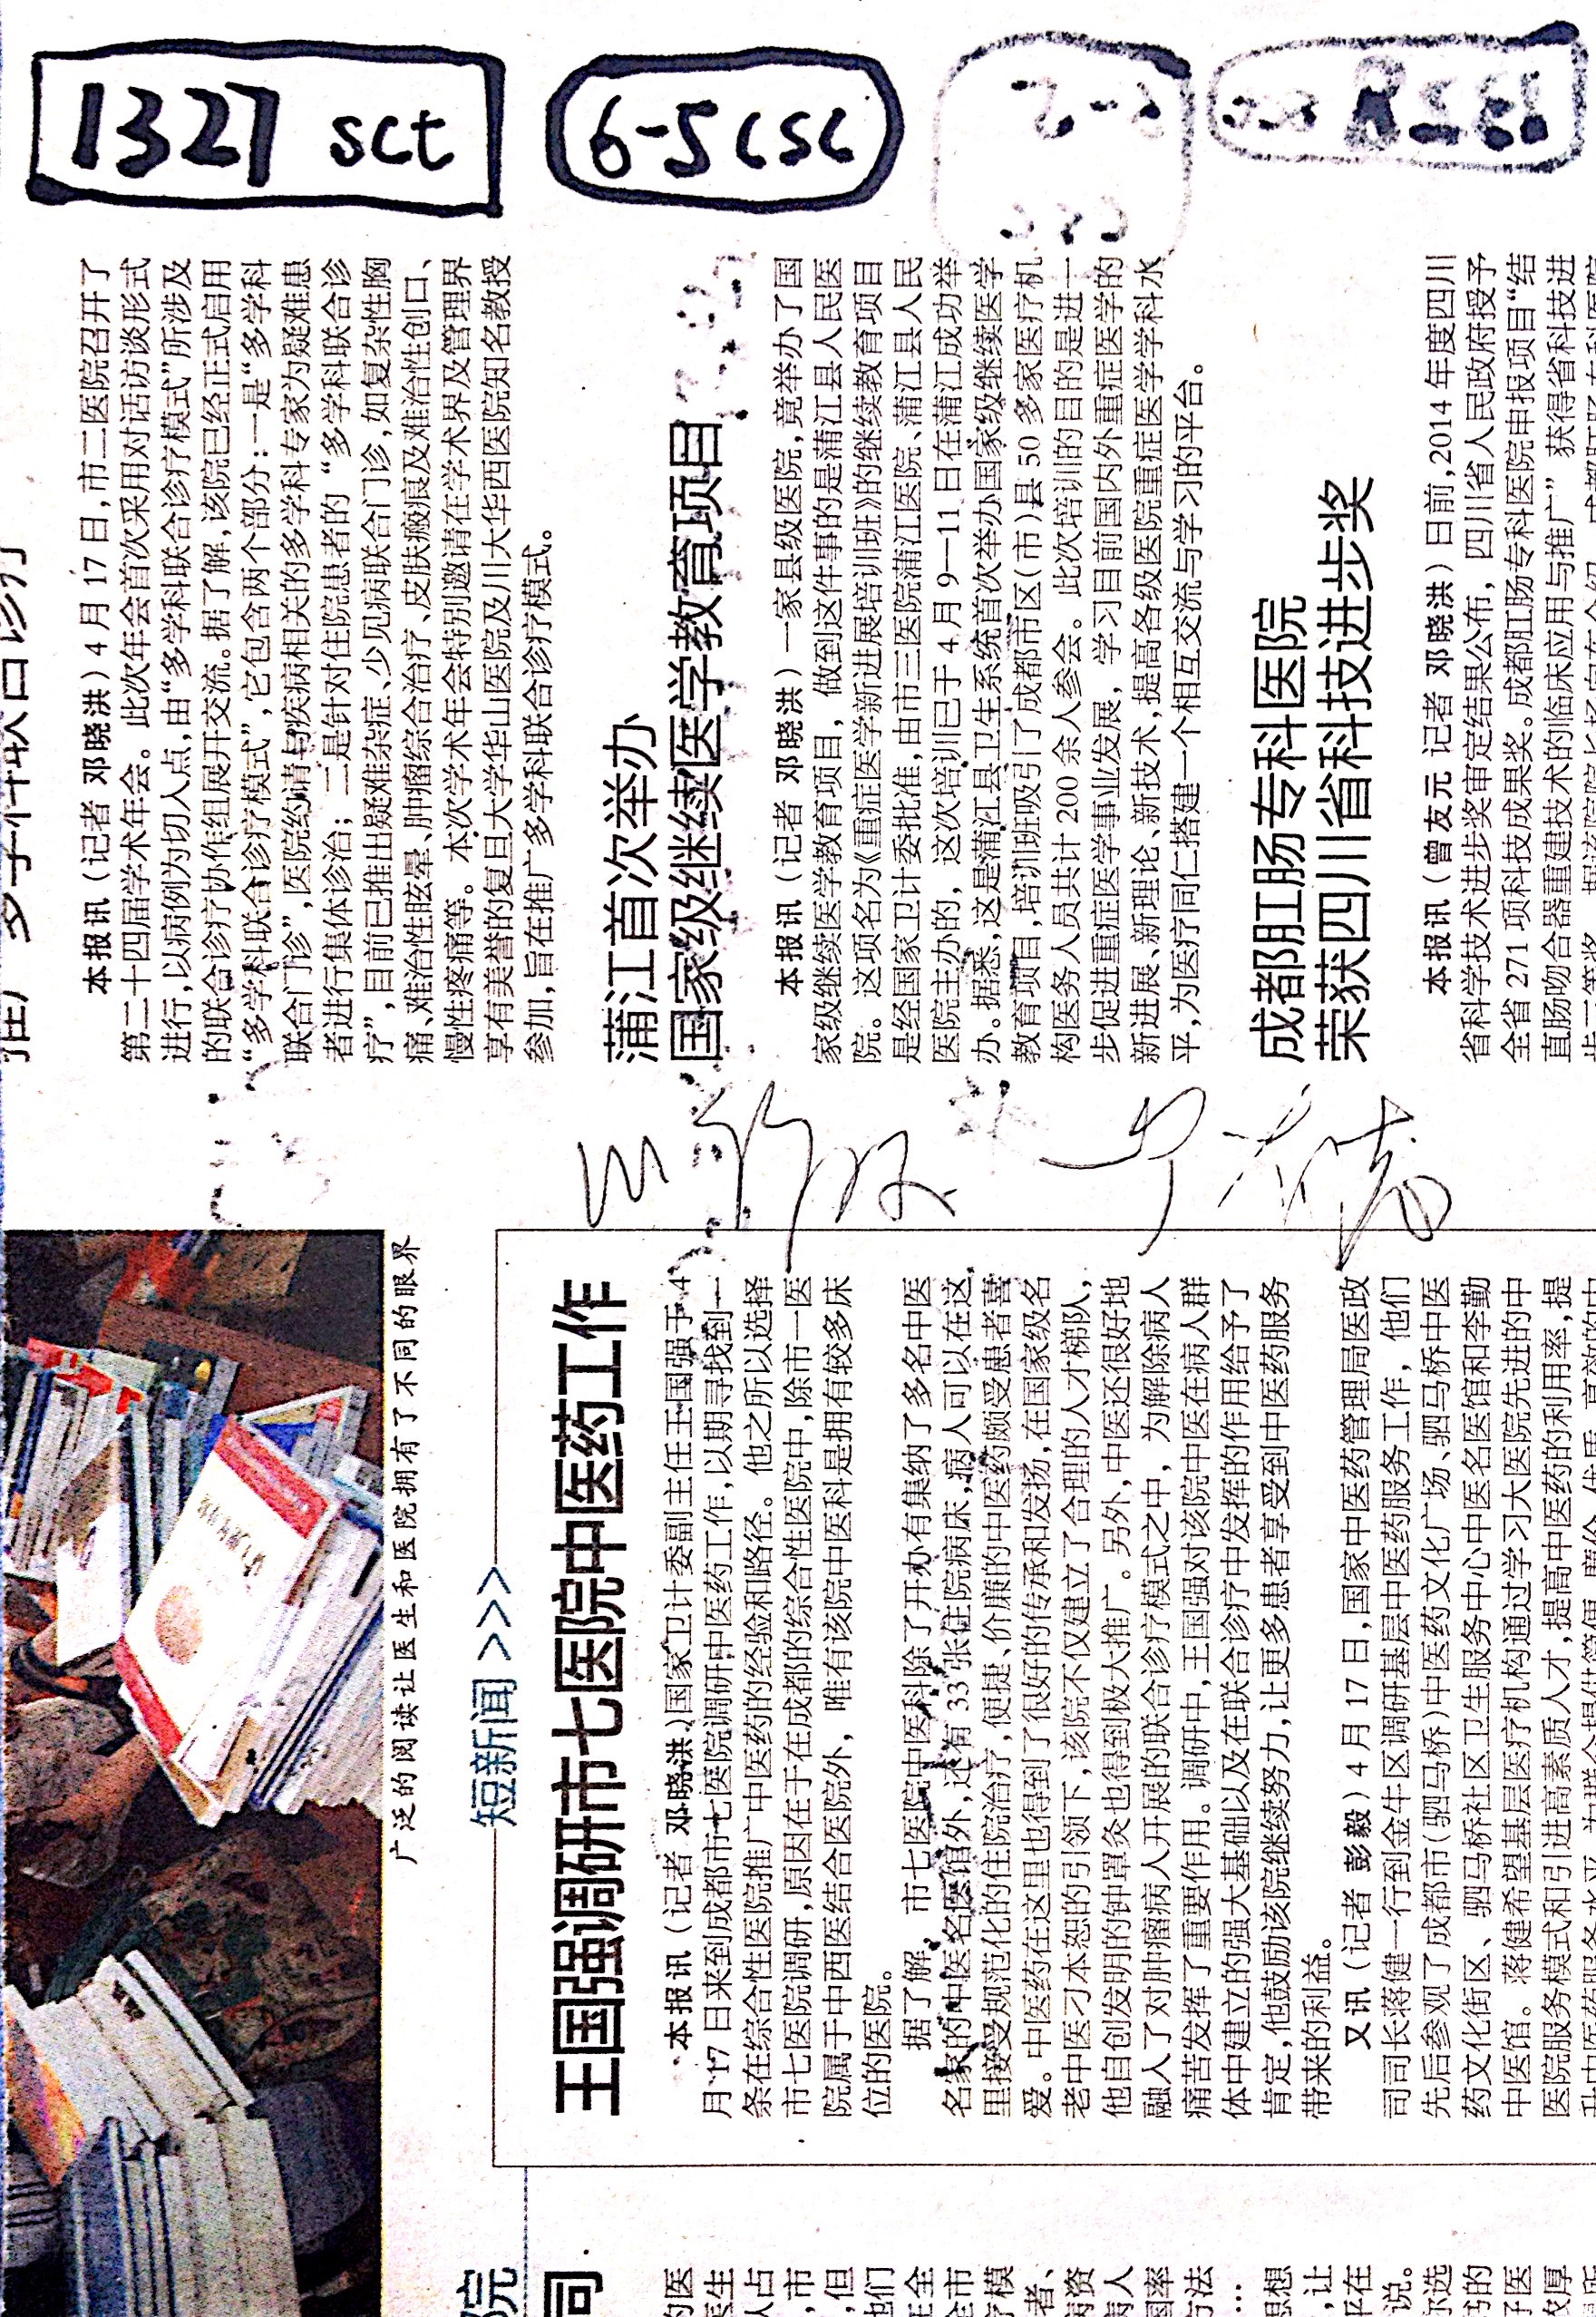 1327 sct
6-5 csc
广泛的阅读让医生和医院拥有了不同的眼界
短新闻 >>>
王国强调研市七医院中医药工作
本报讯（记者 邓晓洪）国家卫计委副主任王国强于4
月17日来到成都市七医院调研中医药工作，以期寻找到一
条在综合性医院推广中医药的经验和路径。他之所以选择
市七医院调研，原因在于在成都的综合性医院中，除市一医
院属于中西医结合医院外，唯有该院中医科是拥有较多床
位的医院。
据了解，市七医院中医科除了开办有集纳了多名中医
名家的中医名医馆外，还有33张住院病床，病人可以在这
里接受规范化的住院治疗，便捷、价廉的中医药颇受患者喜
爱。中医药在这里也得到了很好的传承和发扬，在国家级名
老中医刁本恕的引领下，该院不仅建立了合理的人才梯队，
他自创发明的钟罩灸也得到极大推广。另外，中医还很好地
融入了对肿瘤病人开展的联合诊疗模式之中，为解除病人
痛苦发挥了重要作用。调研中，王国强对该院中医在病人群
体中建立的强大基础以及在联合诊疗中发挥的作用给予了
肯定，他鼓励该院继续努力，让更多患者享受到中医药服务
带来的利益。
又讯（记者 彭毅）4月17日，国家中医药管理局医政
司司长蒋健一行到金牛区调研基层中医药服务工作，他们
先后参观了成都市（驷马桥）中医药文化广场、驷马桥中医
药文化街区、驷马桥社区卫生服务中心中医名医馆和李勤
中医馆。蒋健希望基层医疗机构通过学习大医院先进的中
医院服务模式和引进高素质人才，提高中医药的利用率，提
本报讯（记者 邓晓洪）4月17日，市二医院召开了
第二十四届学术年会。此次年会首次采用对话访谈形式
进行，以病例为切入点，由“多学科联合诊疗模式”所涉及
的联合诊疗协作组展开交流。据了解，该院已经正式启用
“多学科联合诊疗模式”，它包含两个部分：一是“多学科
联合门诊”，医院约请与疾病相关的多学科专家为疑难患
者进行集体诊治；二是针对住院患者的“多学科联合诊
疗”，目前已推出疑难杂症、少见病联合门诊，如复杂性胸
痛、难治性眩晕、肿瘤综合治疗、皮肤瘢痕及难治性创口、
慢性疼痛等。本次学术年会特别邀请在学术界及管理界
享有美誉的复旦大学华山医院及川大华西医院知名教授
参加，旨在推广多学科联合诊疗模式。
蒲江首次举办
国家级继续医学教育项目
本报讯（记者 邓晓洪）一家县级医院，竟举办了国
家级继续医学教育项目，做到这件事的是蒲江县人民医
院。这项名为《重症医学新进展培训班》的继续教育项目
是经国家卫计委批准，由市三医院蒲江医院、蒲江县人民
医院主办的，这次培训已于4月9—11日在蒲江成功举
办。据悉，这是蒲江县卫生系统首次举办国家级继续医学
教育项目，培训班吸引了成都市区（市）县50多家医疗机
构医务人员共计200余人参会。此次培训的目的是进一
步促进重症医学事业发展，学习目前国内外重症医学的
新进展、新理论、新技术，提高各级医院重症医学学科水
平，为医疗同仁搭建一个相互交流与学习的平台。
成都肛肠专科医院
荣获四川省科技进步奖
本报讯（曾友元 记者 邓晓洪）日前，2014年度四川
省科学技术进步奖审定结果公布，四川省人民政府授予
全省271项科技成果奖。成都肛肠专科医院申报项目“结
直肠吻合器重建技术的临床应用与推广”获得省科技进